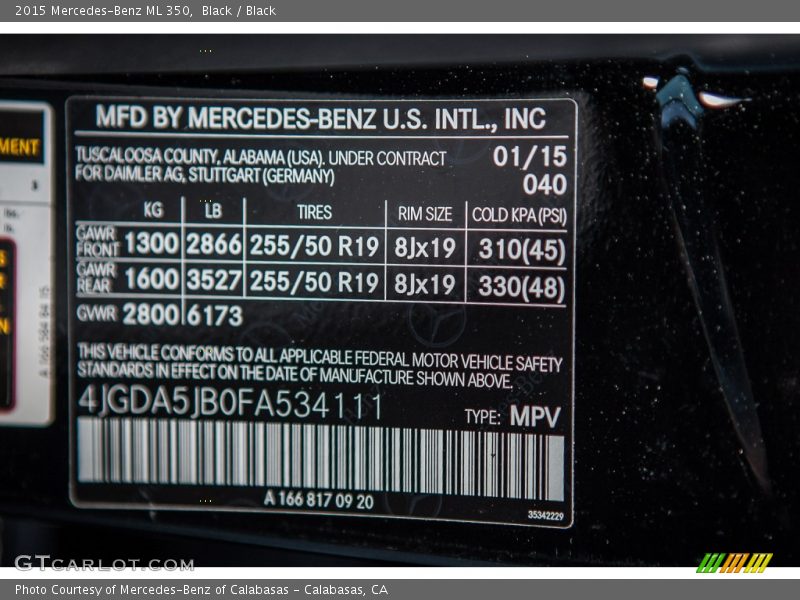 2015 Mercedes-Benz ML 350, Black / Black
MENT
MFD BY MERCEDES-BENZ U.S. INTL., INC
TUSCALOOSA COUNTY, ALABAMA (USA). UNDER CONTRACT 01/15
FOR DAIMLER AG, STUTTGART (GERMANY) 040
KG LB TIRES RIM SIZE COLD KPA (PSI)
GAWR FRONT 1300 2866 255/50 R19 8Jx19 310(45)
GAWR REAR 1600 3527 255/50 R19 8Jx19 330(48)
GVWR 2800 6173
THIS VEHICLE CONFORMS TO ALL APPLICABLE FEDERAL MOTOR VEHICLE SAFETY
STANDARDS IN EFFECT ON THE DATE OF MANUFACTURE SHOWN ABOVE.
4JGDA5JB0FA534111 TYPE: MPV
A 166 817 09 20
35342229
GTCARLOT.COM
Photo Courtesy of Mercedes-Benz of Calabasas - Calabasas, CA